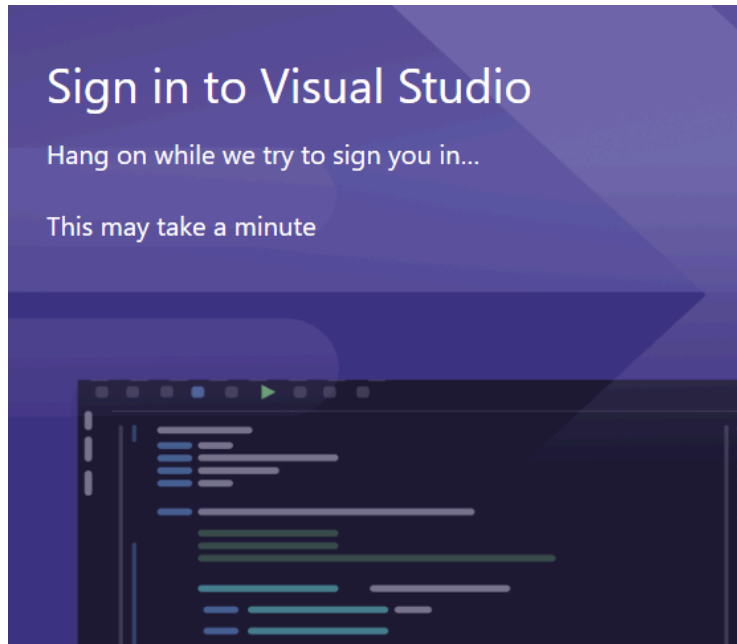 Sign in to Visual Studio
Hang on while we try to sign you in...
This may take a minute